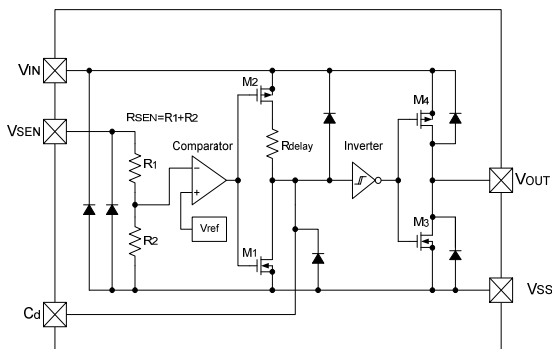 VIN
M2
M4
VSEN
RSEN=R1+R2
Comparator
Rdelay
Inverter
R1
VOUT
Vref
R2
M1
M3
VSS
Cd